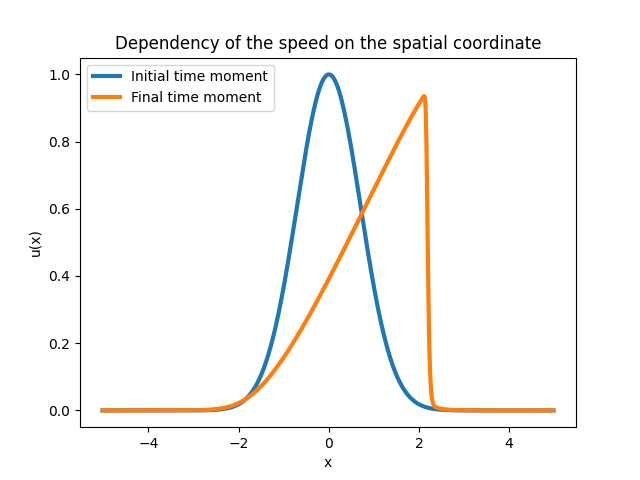 Dependency of the speed on the spatial coordinate
Initial time moment
Final time moment
1.0
0.8
0.6
0.4
0.2
0.0
u(x)
−4
−2
0
2
4
x